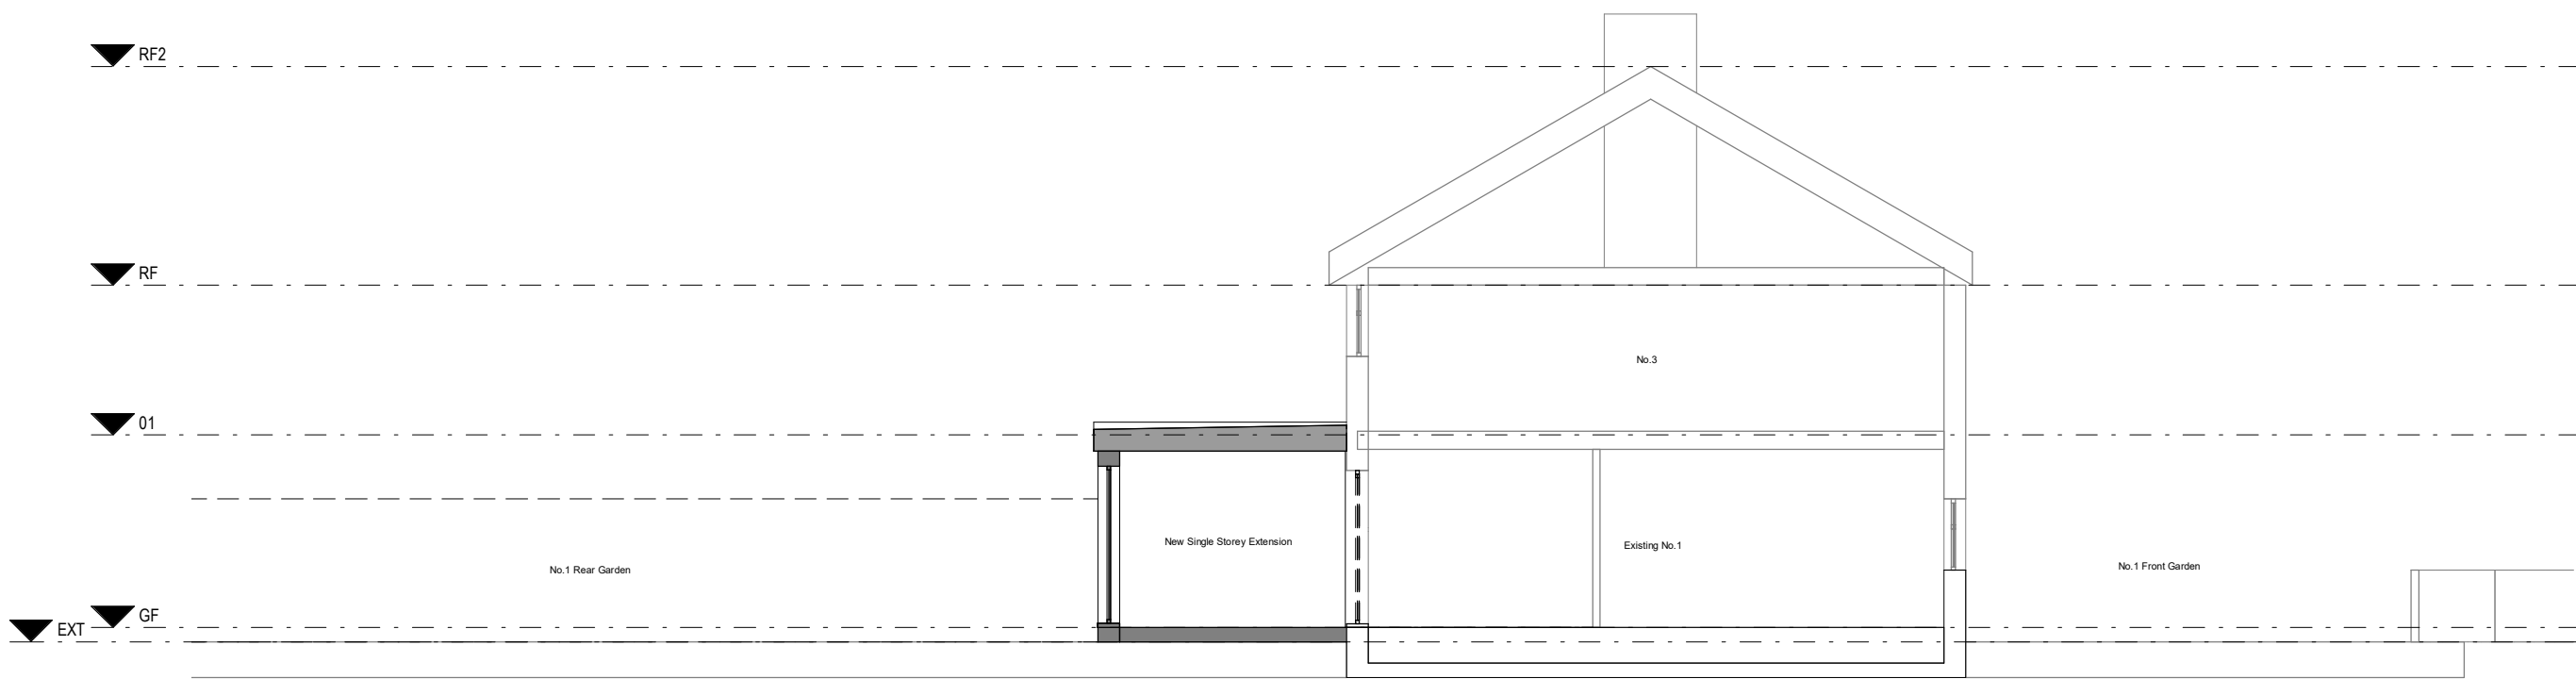 RF2
RF
No.3
01
New Single Storey Extension
Existing No.1
No.1 Rear Garden
No.1 Front Garden
GF
EXT